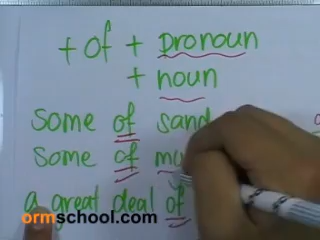 + of + pronoun
+ noun
Some of sand
Some of
a great deal of
ormschool.com